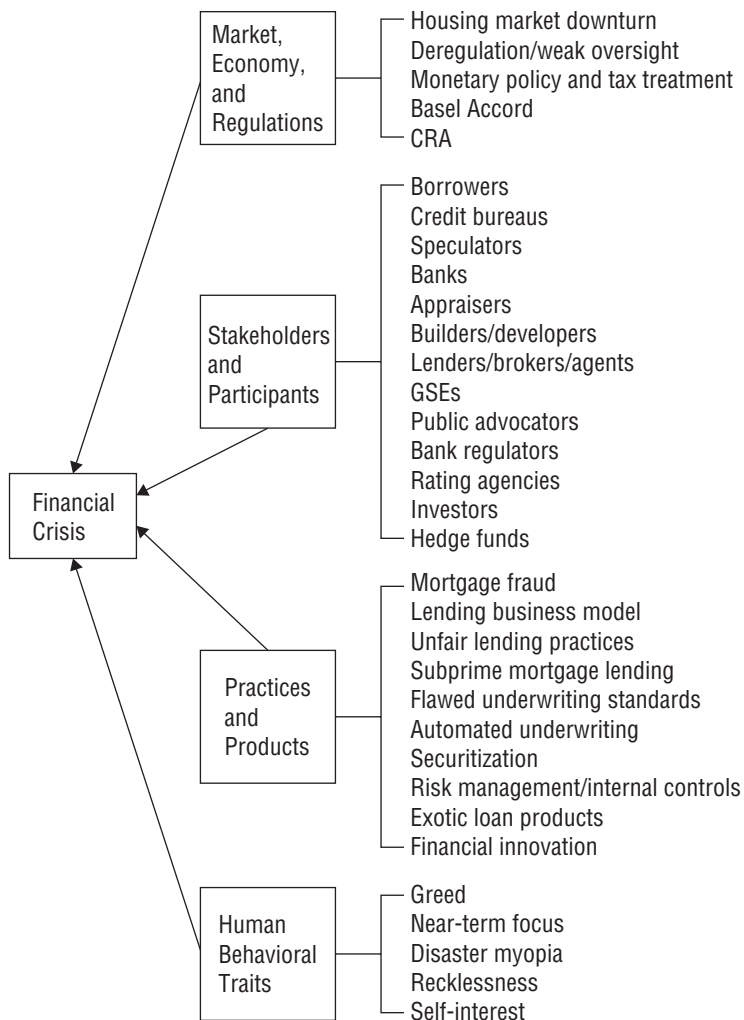 Market,
Economy,
and
Regulations
Housing market downturn
Deregulation/weak oversight
Monetary policy and tax treatment
Basel Accord
CRA
Stakeholders
and
Participants
Borrowers
Credit bureaus
Speculators
Banks
Appraisers
Builders/developers
Lenders/brokers/agents
GSEs
Public advocators
Bank regulators
Rating agencies
Investors
Hedge funds
Financial
Crisis
Practices
and
Products
Mortgage fraud
Lending business model
Unfair lending practices
Subprime mortgage lending
Flawed underwriting standards
Automated underwriting
Securitization
Risk management/internal controls
Exotic loan products
Financial innovation
Human
Behavioral
Traits
Greed
Near-term focus
Disaster myopia
Recklessness
Self-interest